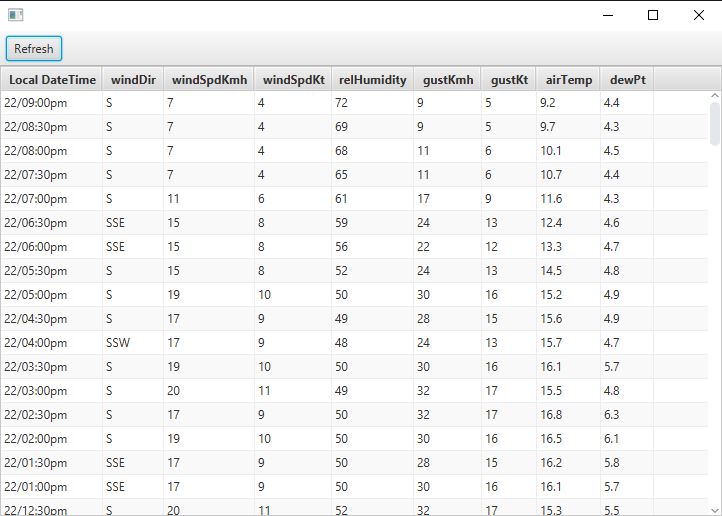 Refresh
Local DateTime windDir windSpdKmh windSpdKt relHumidity gustKmh gustKt airTemp dewPt
22/09:00pm S 7 4 72 9 5 9.2 4.4
22/08:30pm S 7 4 69 9 5 9.7 4.3
22/08:00pm S 7 4 68 11 6 10.1 4.5
22/07:30pm S 7 4 65 11 6 10.7 4.4
22/07:00pm S 11 6 61 17 9 11.6 4.3
22/06:30pm SSE 15 8 59 24 13 12.4 4.6
22/06:00pm SSE 15 8 56 22 12 13.3 4.7
22/05:30pm S 15 8 52 24 13 14.5 4.8
22/05:00pm S 19 10 50 30 16 15.2 4.9
22/04:30pm S 17 9 49 28 15 15.6 4.9
22/04:00pm SSW 17 9 48 24 13 15.7 4.7
22/03:30pm S 19 10 50 30 16 16.1 5.7
22/03:00pm S 20 11 49 32 17 15.5 4.8
22/02:30pm S 17 9 50 32 17 16.8 6.3
22/02:00pm S 19 10 50 30 16 16.5 6.1
22/01:30pm SSE 17 9 50 28 15 16.2 5.8
22/01:00pm SSE 17 9 50 30 16 16.1 5.7
22/12:30pm S 20 11 52 32 17 15.3 5.5